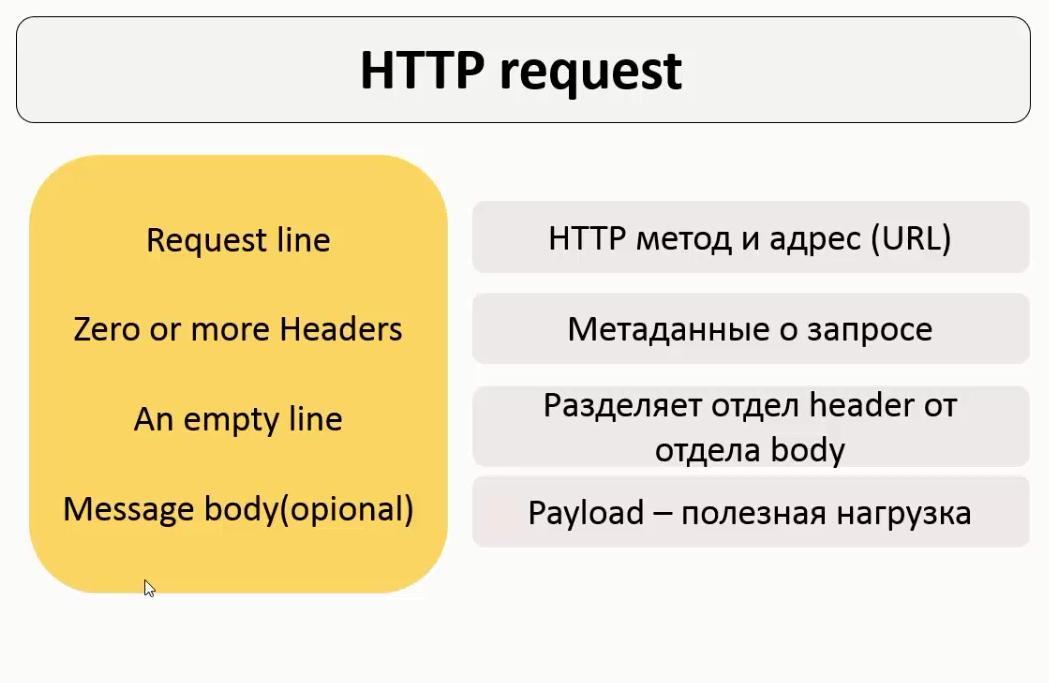 HTTP request
Request line
HTTP метод и адрес (URL)
Zero or more Headers
Метаданные о запросе
An empty line
Разделяет отдел header от
отдела body
Message body(opional)
Payload – полезная нагрузка